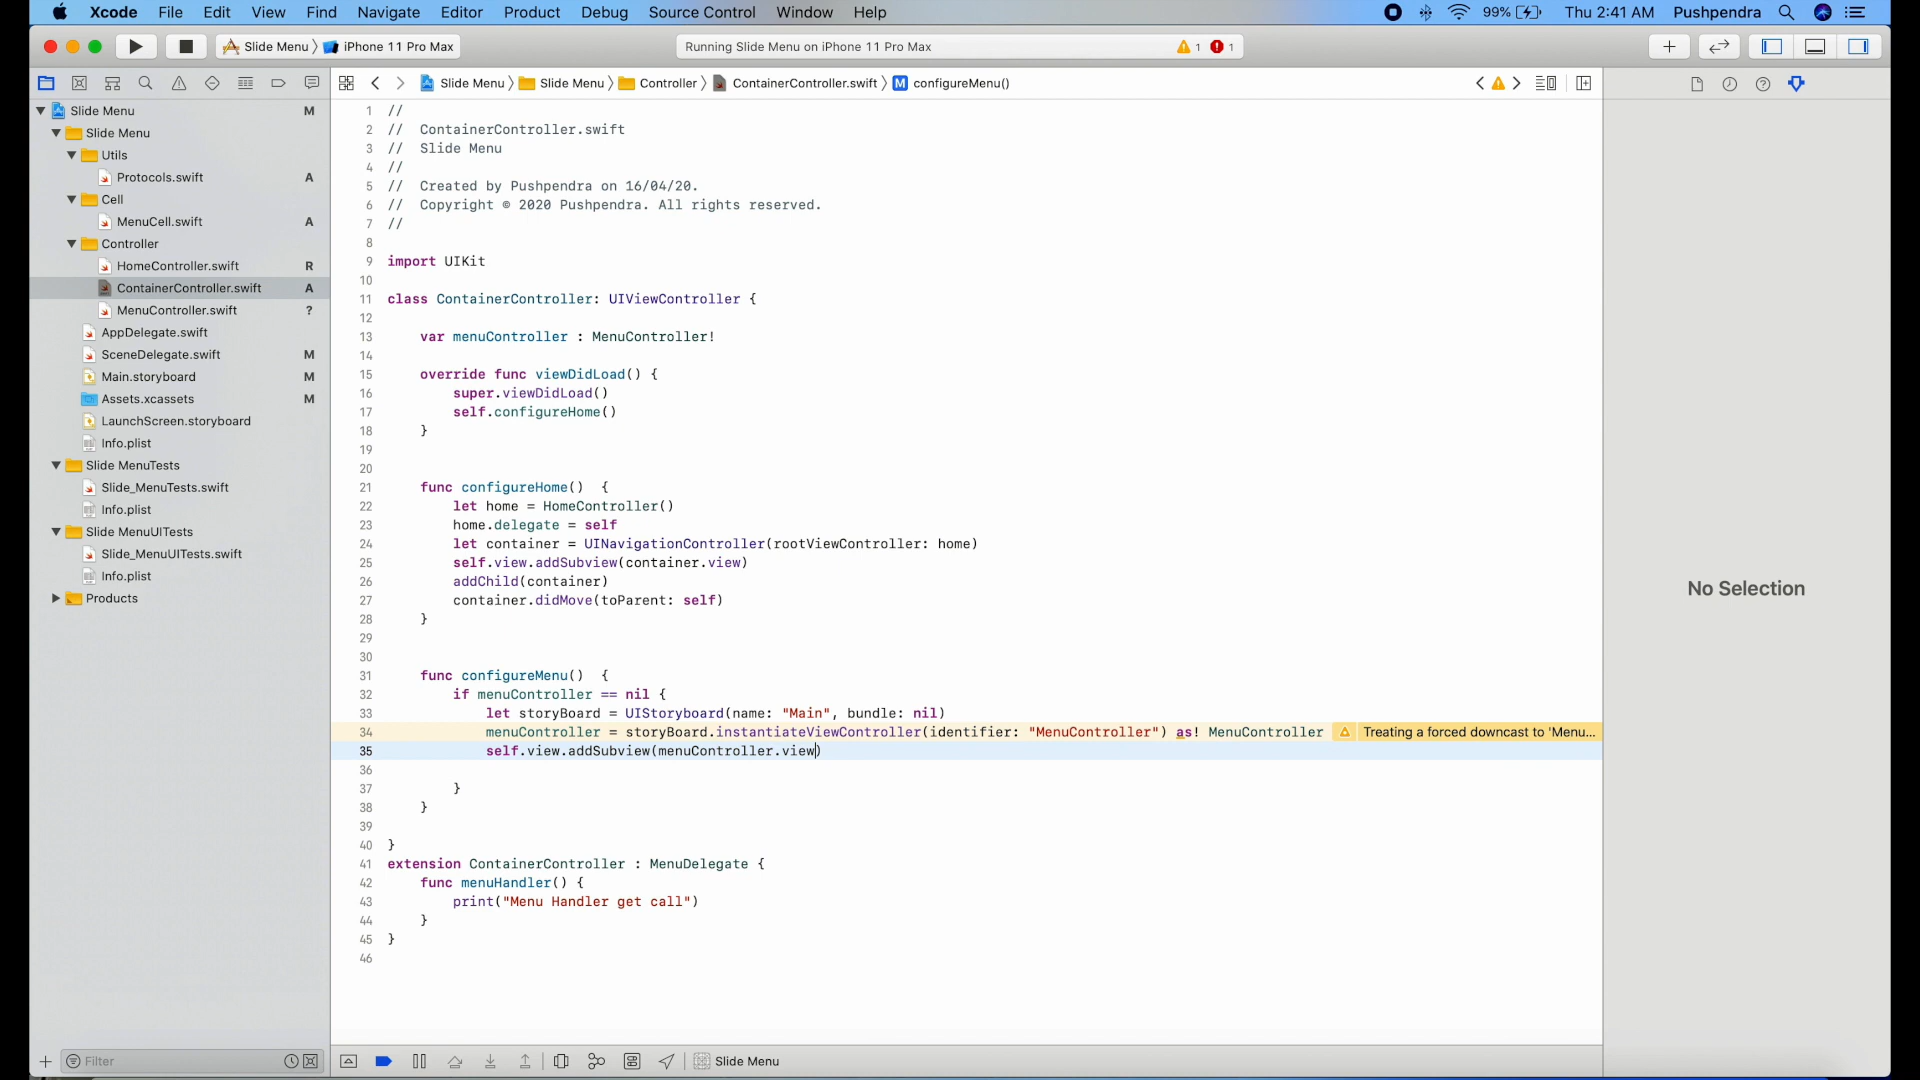 Xcode File Edit View Find Navigate Editor Product Debug Source Control Window Help 99% Thu 2:41 AM Pushpendra
Slide Menu iPhone 11 Pro Max Running Slide Menu on iPhone 11 Pro Max 1 1
Slide Menu Slide Menu Controller ContainerController.swift M configureMenu()
Slide Menu M
Slide Menu
Utils
Protocols.swift A
Cell
MenuCell.swift A
Controller
HomeController.swift R
ContainerController.swift A
MenuController.swift ?
AppDelegate.swift
SceneDelegate.swift M
Main.storyboard M
Assets.xcassets M
LaunchScreen.storyboard
Info.plist
Slide MenuTests
Slide_MenuTests.swift
Info.plist
Slide MenuUITests
Slide_MenuUITests.swift
Info.plist
Products
Filter
1 //
2 // ContainerController.swift
3 // Slide Menu
4 //
5 // Created by Pushpendra on 16/04/20.
6 // Copyright © 2020 Pushpendra. All rights reserved.
7 //
8
9 import UIKit
10
11 class ContainerController: UIViewController {
12
13 var menuController : MenuController!
14
15 override func viewDidLoad() {
16 super.viewDidLoad()
17 self.configureHome()
18 }
19
20
21 func configureHome() {
22 let home = HomeController()
23 home.delegate = self
24 let container = UINavigationController(rootViewController: home)
25 self.view.addSubview(container.view)
26 addChild(container)
27 container.didMove(toParent: self)
28 }
29
30
31 func configureMenu() {
32 if menuController == nil {
33 let storyBoard = UIStoryboard(name: "Main", bundle: nil)
34 menuController = storyBoard.instantiateViewController(identifier: "MenuController") as! MenuController Treating a forced downcast to 'Menu...
35 self.view.addSubview(menuController.view)
36
37 }
38 }
39
40 }
41 extension ContainerController : MenuDelegate {
42 func menuHandler() {
43 print("Menu Handler get call")
44 }
45 }
46
No Selection
Slide Menu